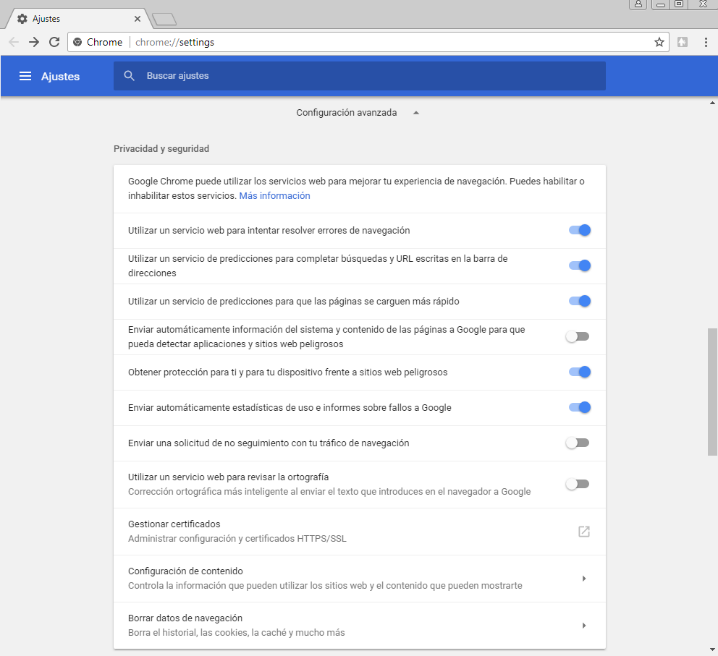 Ajustes
Chrome chrome://settings
Ajustes Buscar ajustes
Configuración avanzada
Privacidad y seguridad
Google Chrome puede utilizar los servicios web para mejorar tu experiencia de navegación. Puedes habilitar o
inhabilitar estos servicios. Más información
Utilizar un servicio web para intentar resolver errores de navegación
Utilizar un servicio de predicciones para completar búsquedas y URL escritas en la barra de
direcciones
Utilizar un servicio de predicciones para que las páginas se carguen más rápido
Enviar automáticamente información del sistema y contenido de las páginas a Google para que
pueda detectar aplicaciones y sitios web peligrosos
Obtener protección para ti y para tu dispositivo frente a sitios web peligrosos
Enviar automáticamente estadísticas de uso e informes sobre fallos a Google
Enviar una solicitud de no seguimiento con tu tráfico de navegación
Utilizar un servicio web para revisar la ortografía
Corrección ortográfica más inteligente al enviar el texto que introduces en el navegador a Google
Gestionar certificados
Administrar configuración y certificados HTTPS/SSL
Configuración de contenido
Controla la información que pueden utilizar los sitios web y el contenido que pueden mostrarte
Borrar datos de navegación
Borra el historial, las cookies, la caché y mucho más